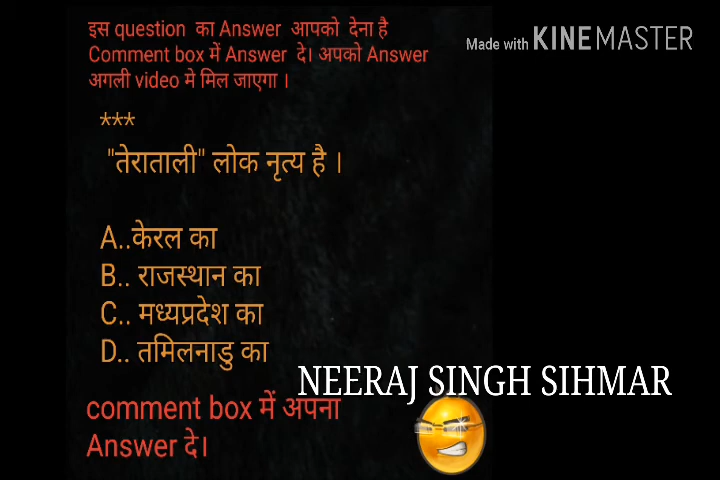 इस question का Answer आपको देना है
Comment box में Answer दे। अपको Answer
अगली video मे मिल जाएगा ।
Made with KINEMASTER
***
"तेराताली" लोक नृत्य है ।
A..केरल का
B.. राजस्थान का
C.. मध्यप्रदेश का
D.. तमिलनाडु का
NEERAJ SINGH SIHMAR
comment box में अपना
Answer दे।